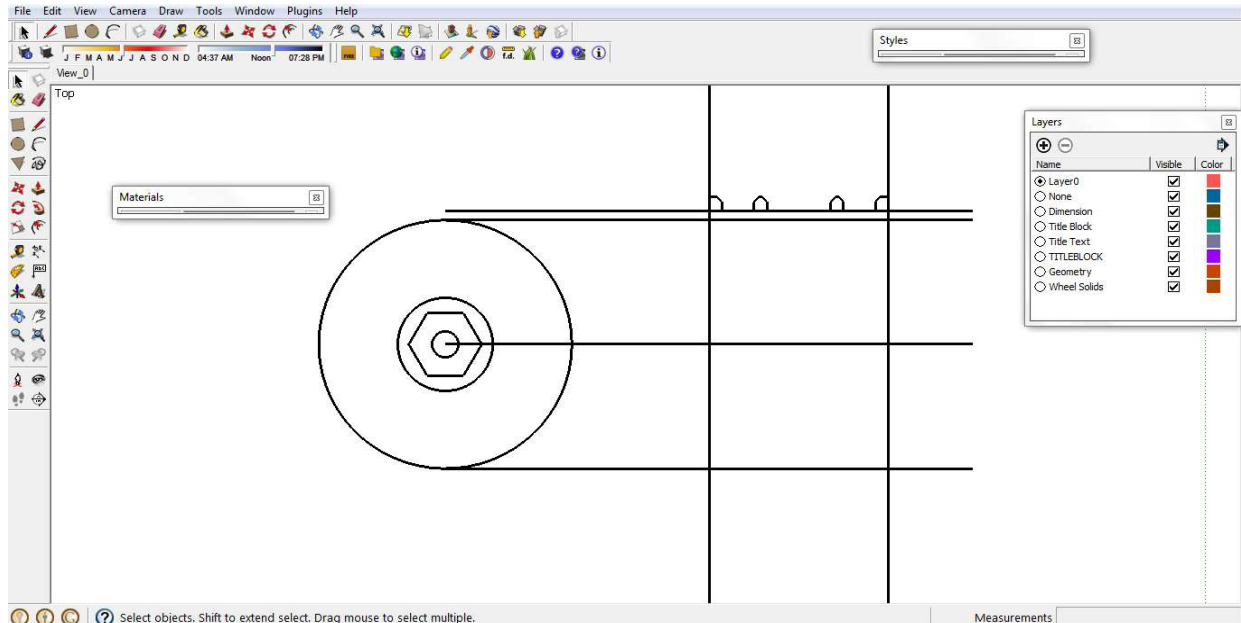 File Edit View Camera Draw Tools Window Plugins Help
J F M A M J J A S O N D 04:37 AM Noon 07:28 PM
FREE
f.d.
View_0
Top
Styles
Materials
Layers
Name Visible Color
Layer0
None
Dimension
Title Block
Title Text
TITLEBLOCK
Geometry
Wheel Solids
Select objects. Shift to extend select. Drag mouse to select multiple.
Measurements